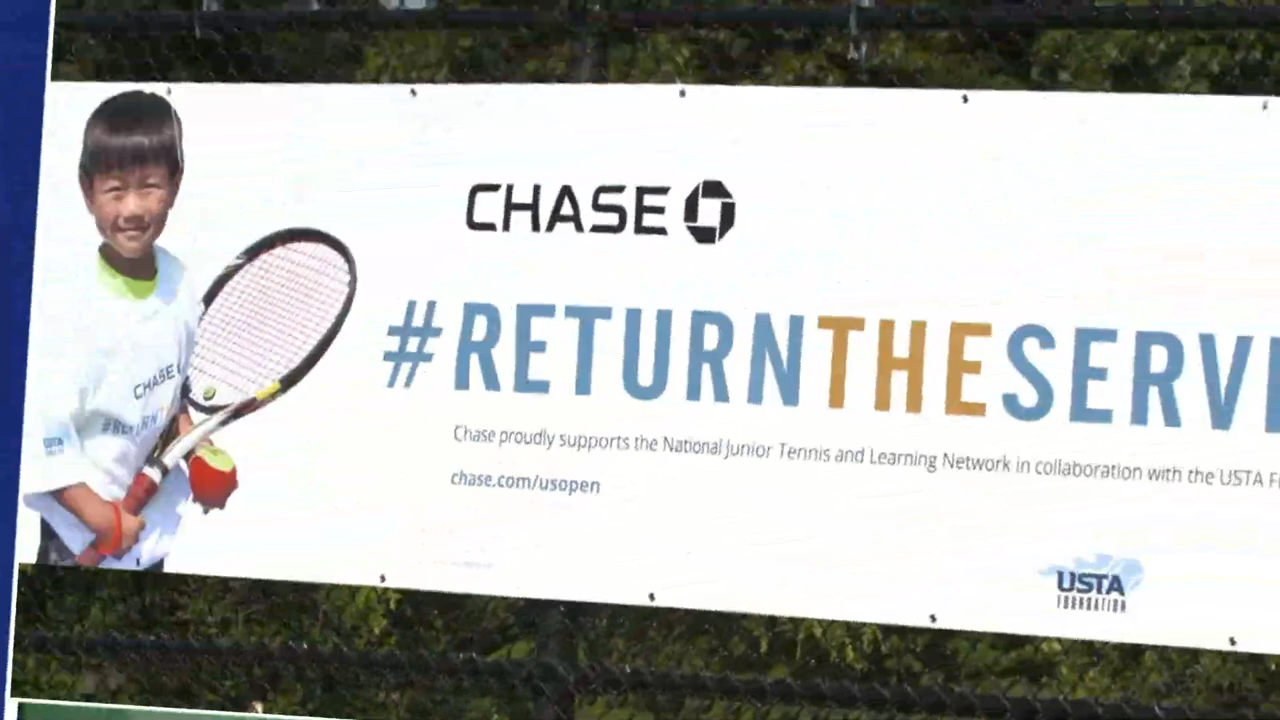 CHASE
#RETURNTHESERVE
Chase proudly supports the National Junior Tennis and Learning Network in collaboration with the USTA F
chase.com/usopen
CHASE
USTA
FOUNDATION